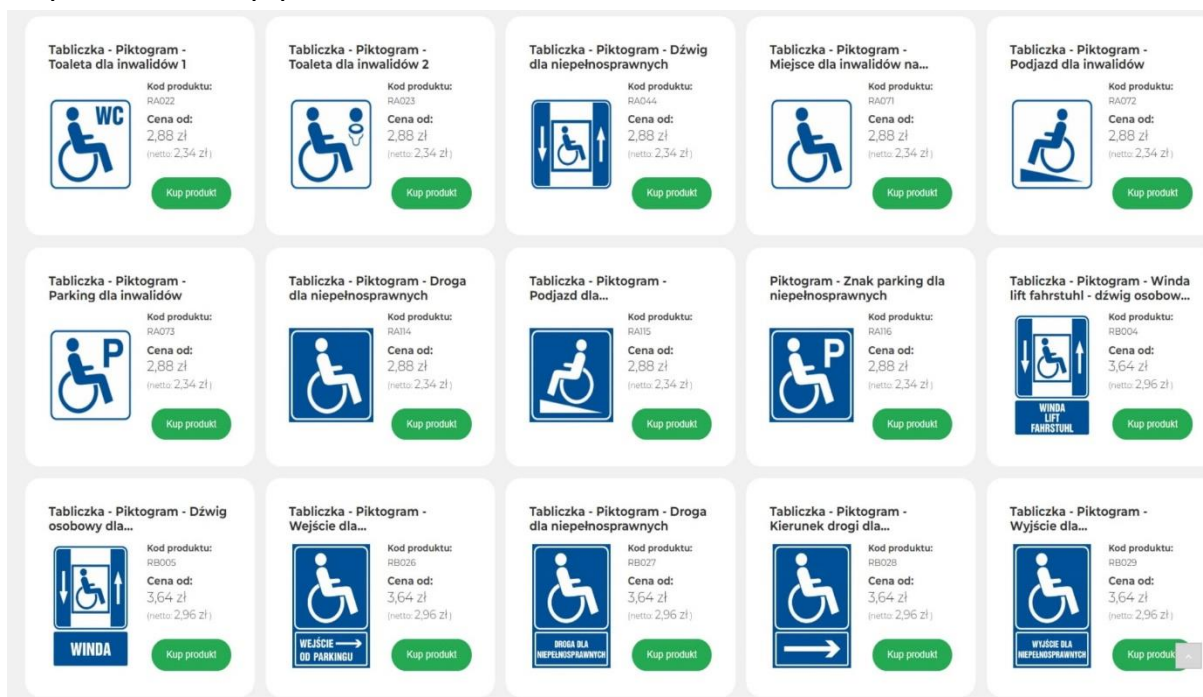 Tabliczka - Piktogram -
Toaleta dla inwalidów 1
WC
Kod produktu:
RA022
Cena od:
2,88 zł
(netto: 2,34 zł )
Kup produkt
Tabliczka - Piktogram -
Toaleta dla inwalidów 2
Kod produktu:
RA023
Cena od:
2,88 zł
(netto: 2,34 zł )
Kup produkt
Tabliczka - Piktogram - Dźwig
dla niepełnosprawnych
Kod produktu:
RA044
Cena od:
2,88 zł
(netto: 2,34 zł )
Kup produkt
Tabliczka - Piktogram -
Miejsce dla inwalidów na...
Kod produktu:
RA071
Cena od:
2,88 zł
(netto: 2,34 zł )
Kup produkt
Tabliczka - Piktogram -
Podjazd dla inwalidów
Kod produktu:
RA072
Cena od:
2,88 zł
(netto: 2,34 zł )
Kup produkt
Tabliczka - Piktogram -
Parking dla inwalidów
P
Kod produktu:
RA073
Cena od:
2,88 zł
(netto: 2,34 zł )
Kup produkt
Tabliczka - Piktogram - Droga
dla niepełnosprawnych
Kod produktu:
RA114
Cena od:
2,88 zł
(netto: 2,34 zł )
Kup produkt
Tabliczka - Piktogram -
Podjazd dla...
Kod produktu:
RA115
Cena od:
2,88 zł
(netto: 2,34 zł )
Kup produkt
Piktogram - Znak parking dla
niepełnosprawnych
P
Kod produktu:
RA116
Cena od:
2,88 zł
(netto: 2,34 zł )
Kup produkt
Tabliczka - Piktogram - Winda
lift fahrstuhl - dźwig osobow...
WINDA
LIFT
FAHRSTUHL
Kod produktu:
RB004
Cena od:
3,64 zł
(netto: 2,96 zł )
Kup produkt
Tabliczka - Piktogram - Dźwig
osobowy dla...
WINDA
Kod produktu:
RB005
Cena od:
3,64 zł
(netto: 2,96 zł )
Kup produkt
Tabliczka - Piktogram -
Wejście dla...
WEJŚCIE
OD PARKINGU
Kod produktu:
RB026
Cena od:
3,64 zł
(netto: 2,96 zł )
Kup produkt
Tabliczka - Piktogram - Droga
dla niepełnosprawnych
DROGA DLA
NIEPEŁNOSPRAWNYCH
Kod produktu:
RB027
Cena od:
3,64 zł
(netto: 2,96 zł )
Kup produkt
Tabliczka - Piktogram -
Kierunek drogi dla...
Kod produktu:
RB028
Cena od:
3,64 zł
(netto: 2,96 zł )
Kup produkt
Tabliczka - Piktogram -
Wyjście dla...
WYJŚCIE DLA
NIEPEŁNOSPRAWNYCH
Kod produktu:
RB029
Cena od:
3,64 zł
(netto: 2,96 zł )
Kup produk